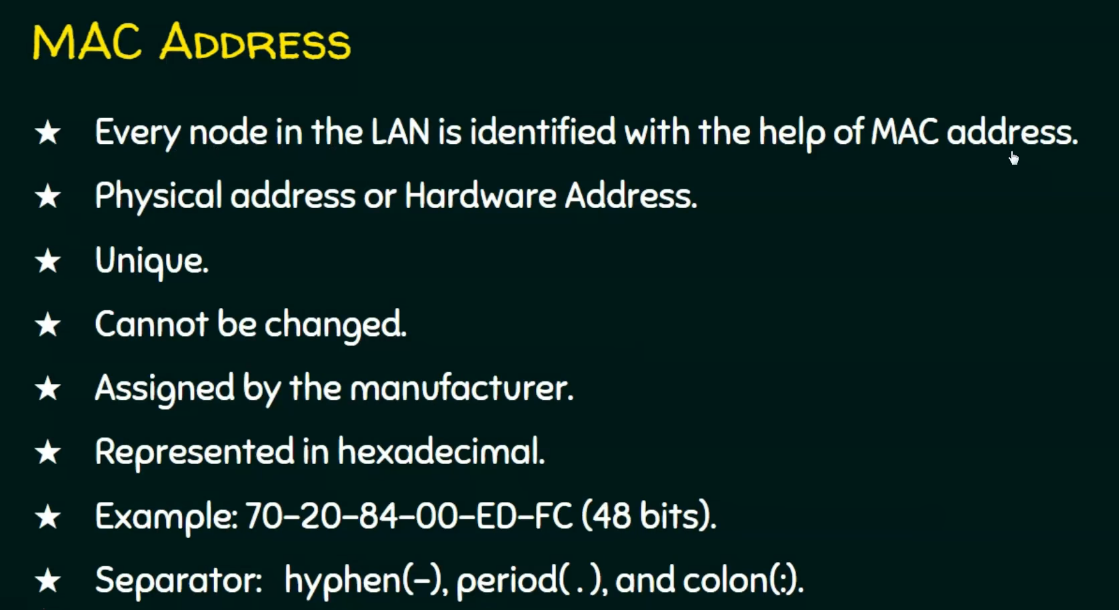 MAC ADDRESS
★ Every node in the LAN is identified with the help of MAC address.
★ Physical address or Hardware Address.
★ Unique.
★ Cannot be changed.
★ Assigned by the manufacturer.
★ Represented in hexadecimal.
★ Example: 70-20-84-00-ED-FC (48 bits).
★ Separator: hyphen(-), period( . ), and colon(:).